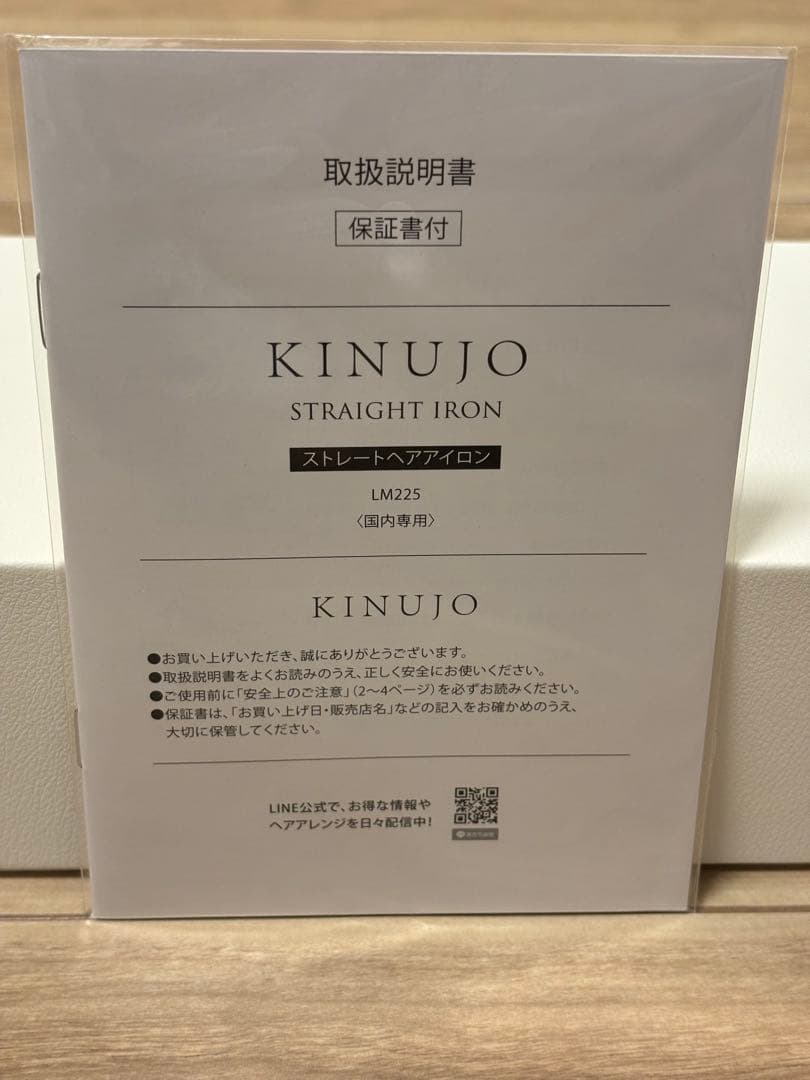 取扱説明書
保証書付
KINUJO
STRAIGHT IRON
ストレートヘアアイロン
LM225
〈国内専用〉
KINUJO
●お買い上げいただき、誠にありがとうございます。
●取扱説明書をよくお読みのうえ、正しく安全にお使いください。
●ご使用前に「安全上のご注意」(2〜4ページ)を必ずお読みください。
●保証書は、「お買い上げ日・販売店名」などの記入をお確かめのうえ、
大切に保管してください。
LINE公式で、お得な情報や
ヘアアレンジを日々配信中!